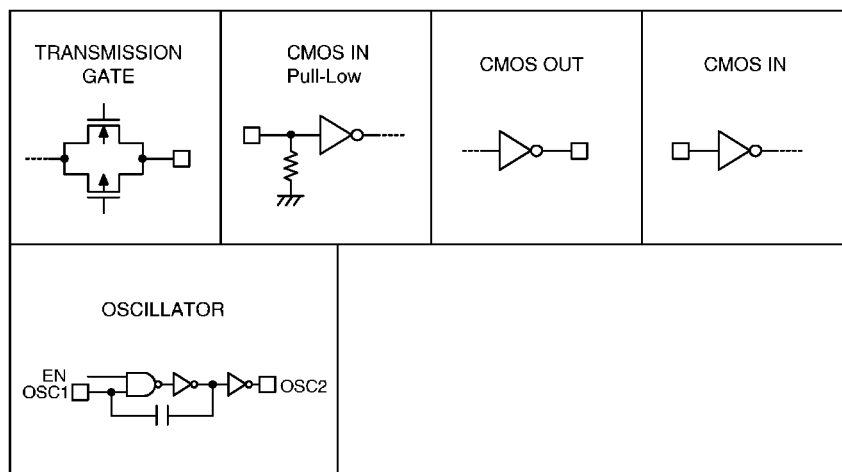 TRANSMISSION
GATE
CMOS IN
Pull-Low
CMOS OUT
CMOS IN
OSCILLATOR
EN
OSC1
OSC2